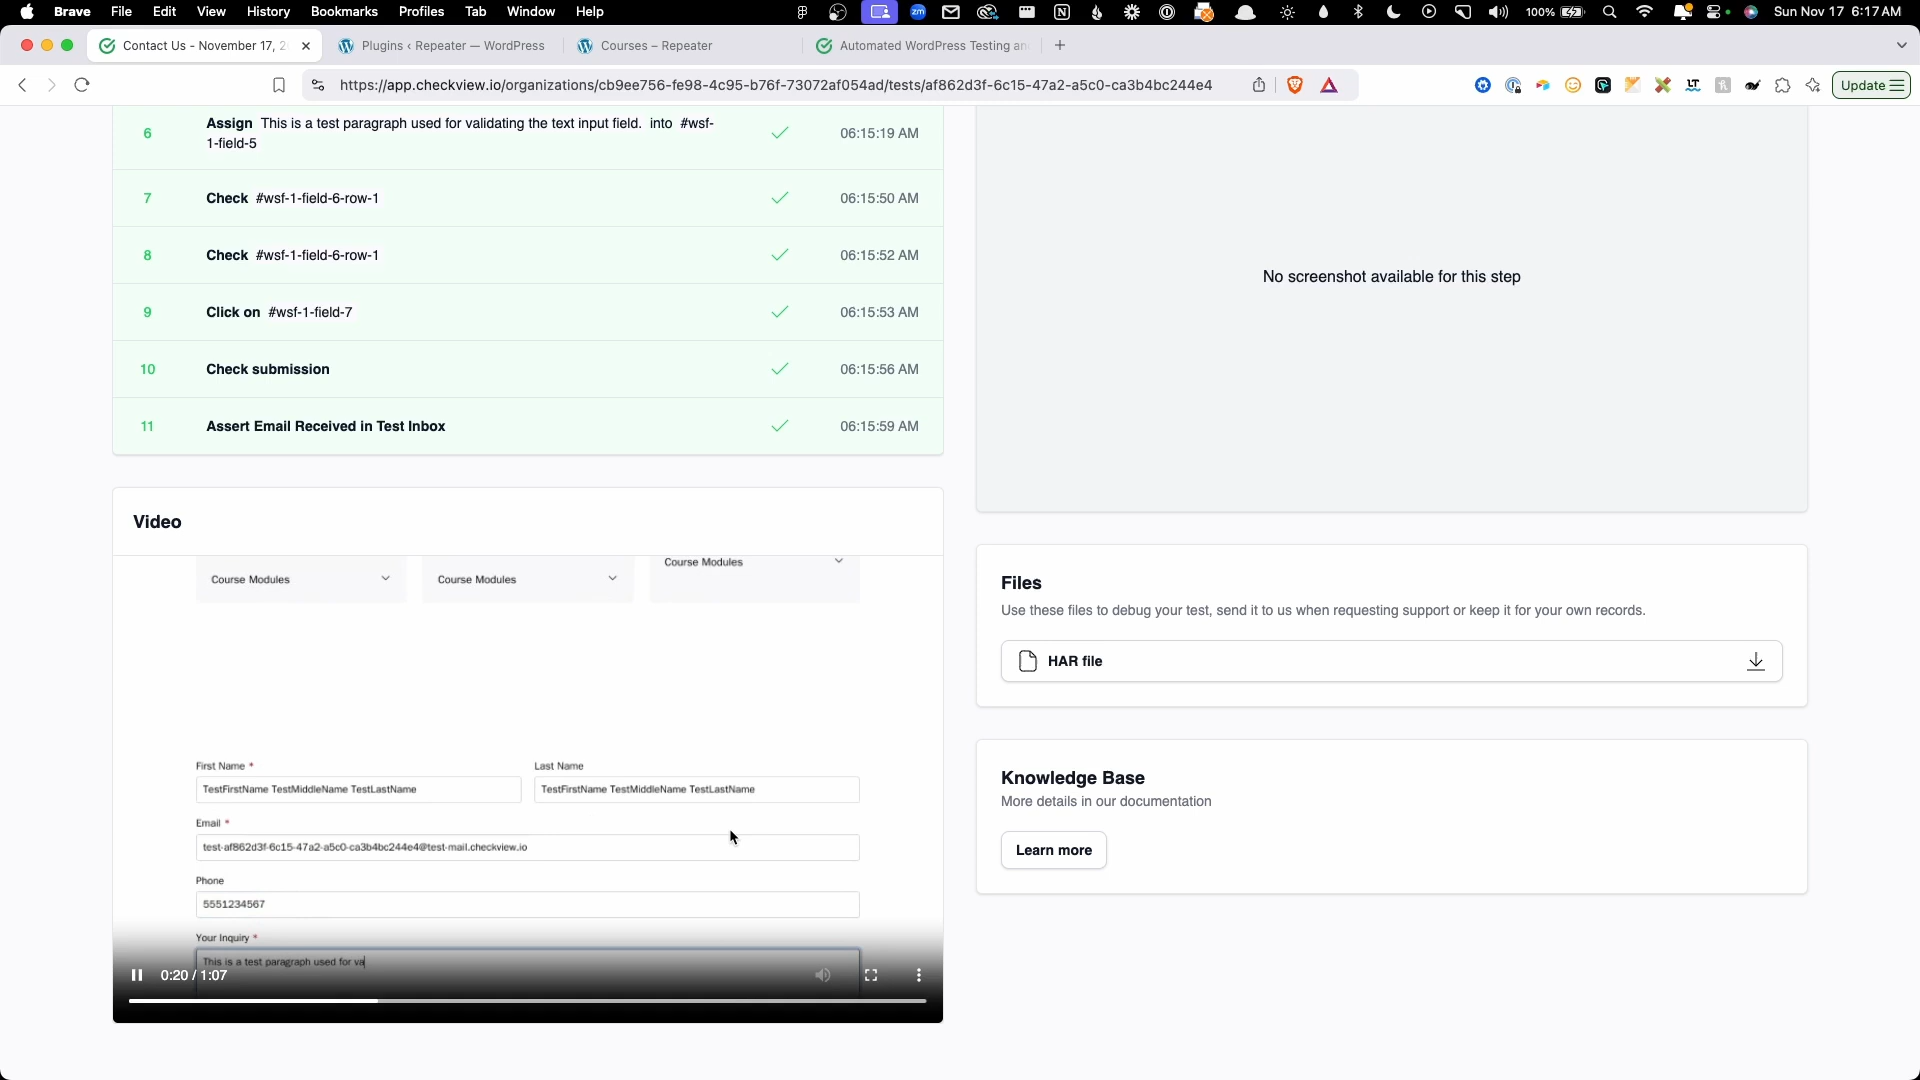 Brave File Edit View History Bookmarks Profiles Tab Window Help 100% Sun Nov 17 6:17 AM
Contact Us - November 17, 2 Plugins ‹ Repeater — WordPress Courses – Repeater Automated WordPress Testing an
https://app.checkview.io/organizations/cb9ee756-fe98-4c95-b76f-73072af054ad/tests/af862d3f-6c15-47a2-a5c0-ca3b4bc244e4 Update
6 Assign This is a test paragraph used for validating the text input field. into #wsf-
1-field-5 06:15:19 AM
7 Check #wsf-1-field-6-row-1 06:15:50 AM
8 Check #wsf-1-field-6-row-1 06:15:52 AM
9 Click on #wsf-1-field-7 06:15:53 AM
10 Check submission 06:15:56 AM
11 Assert Email Received in Test Inbox 06:15:59 AM
No screenshot available for this step
Video
Course Modules Course Modules Course Modules
First Name * Last Name
TestFirstName TestMiddleName TestLastName TestFirstName TestMiddleName TestLastName
Email *
test-af862d3f-6c15-47a2-a5c0-ca3b4bc244e4@test-mail.checkview.io
Phone
5551234567
Your Inquiry *
This is a test paragraph used for va
0:20 / 1:07
Files
Use these files to debug your test, send it to us when requesting support or keep it for your own records.
HAR file
Knowledge Base
More details in our documentation
Learn more